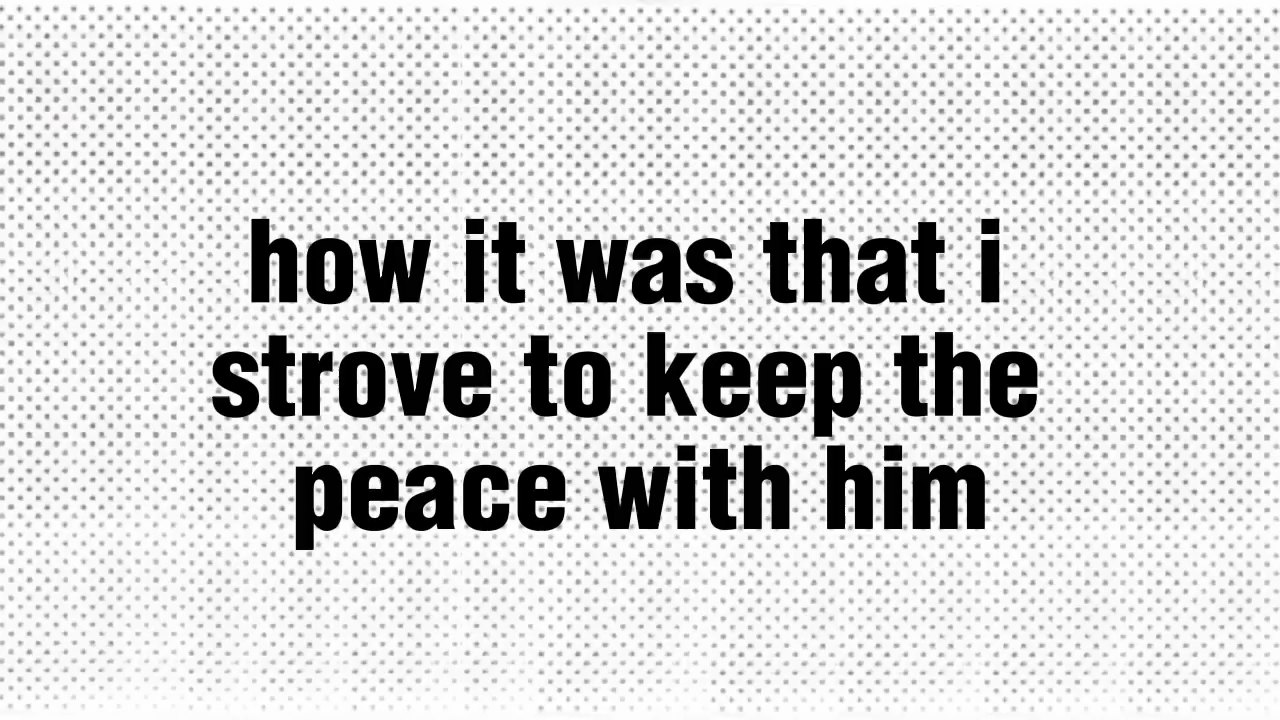 how it was that i
strove to keep the
peace with him